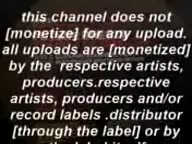 this channel does not
[monetize] for any upload.
all uploads are [monetized]
by the respective artists,
producers.respective
artists, producers and/or
record labels .distributor
[through the label] or by